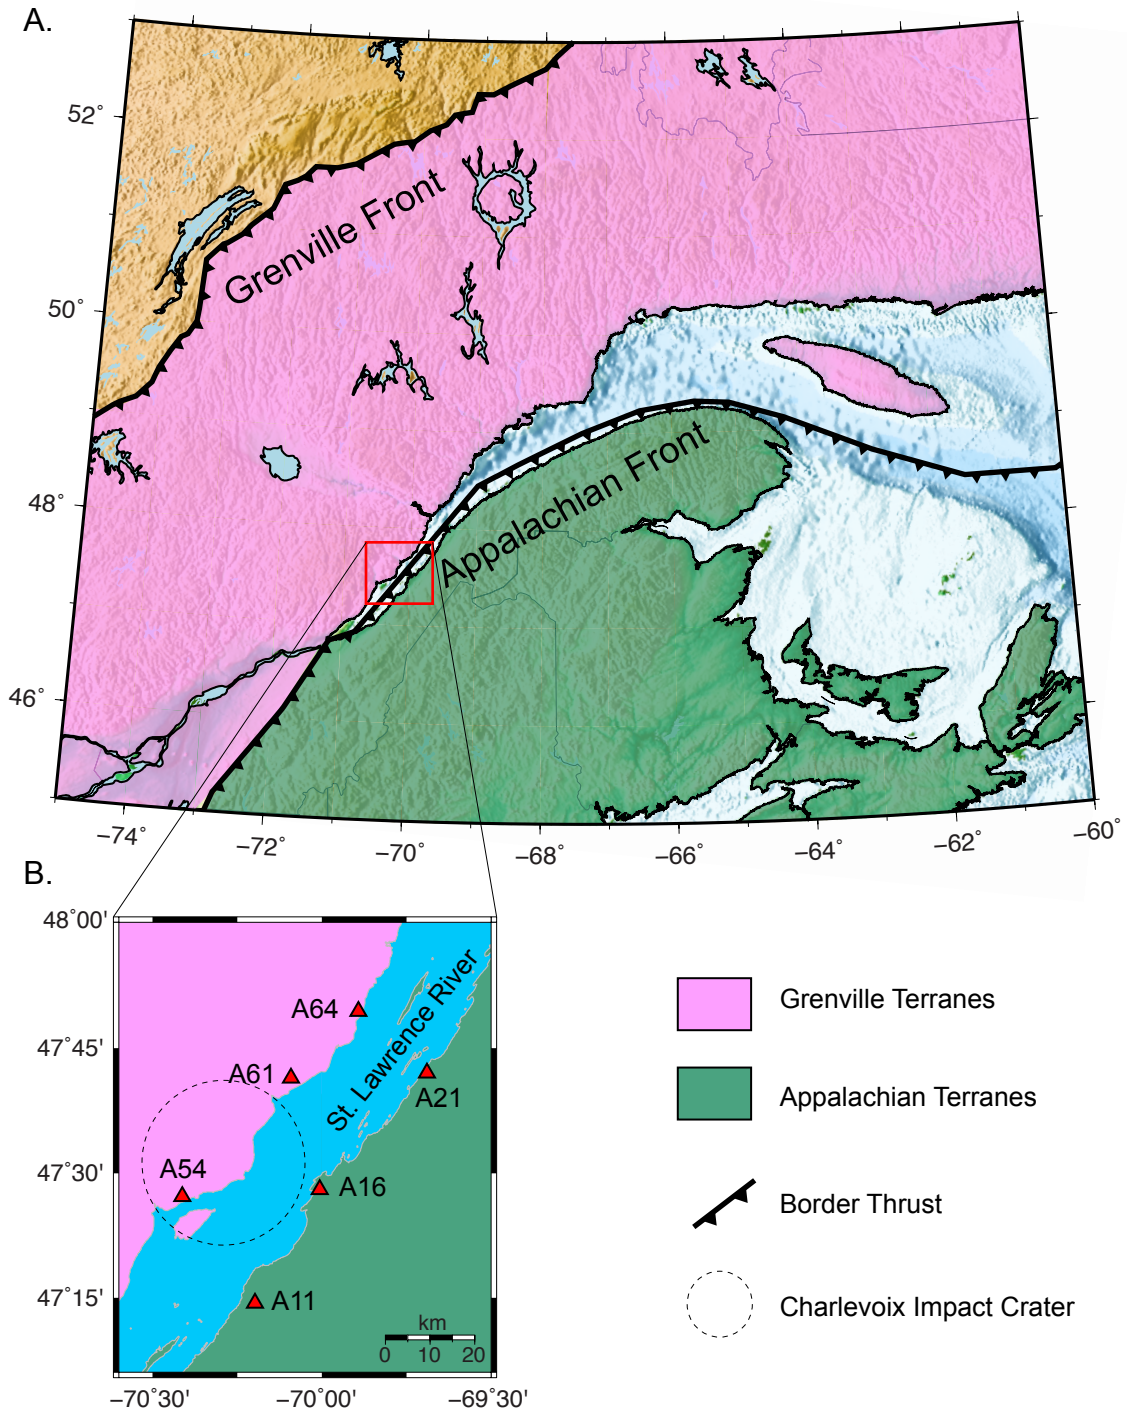 A.
52°
50°
48°
46°
Grenville Front
Appalachian Front
−74°
−72°
−70°
−68°
−66°
−64°
−62°
−60°
B.
48°00'
47°45'
47°30'
47°15'
−70°30'
−70°00'
−69°30'
A64
A61
A54
A21
A16
A11
St. Lawrence River
km
0 10 20
Grenville Terranes
Appalachian Terranes
Border Thrust
Charlevoix Impact Crater